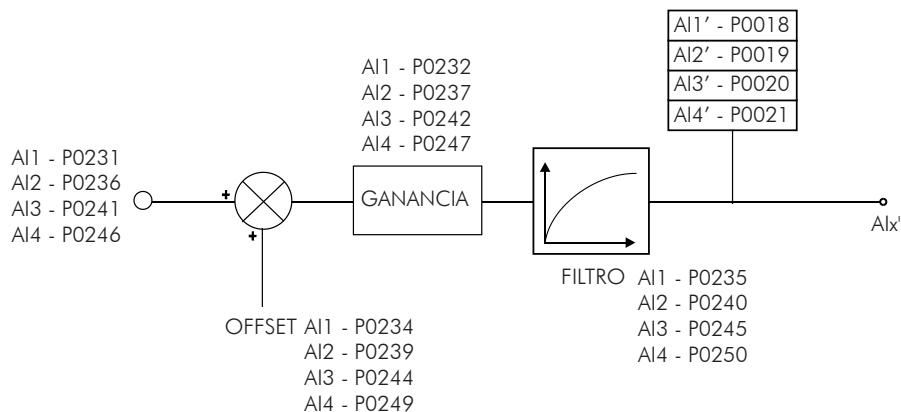 AI1' - P0018
AI2' - P0019
AI3' - P0020
AI4' - P0021
AI1 - P0232
AI2 - P0237
AI3 - P0242
AI4 - P0247
AI1 - P0231
AI2 - P0236
AI3 - P0241
AI4 - P0246
+
+
GANANCIA
AIx'
FILTRO AI1 - P0235
AI2 - P0240
AI3 - P0245
AI4 - P0250
OFFSET AI1 - P0234
AI2 - P0239
AI3 - P0244
AI4 - P0249